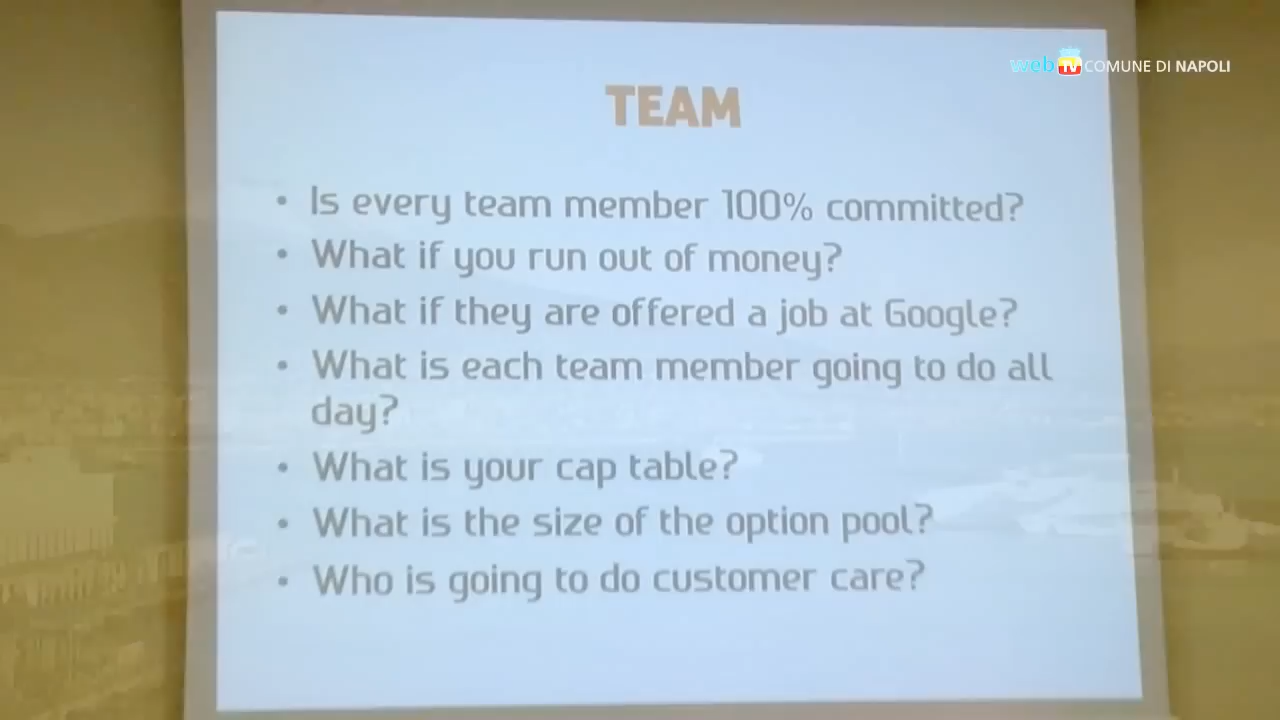 web TV COMUNE DI NAPOLI
TEAM
• Is every team member 100% committed?
• What if you run out of money?
• What if they are offered a job at Google?
• What is each team member going to do all
day?
• What is your cap table?
• What is the size of the option pool?
• Who is going to do customer care?